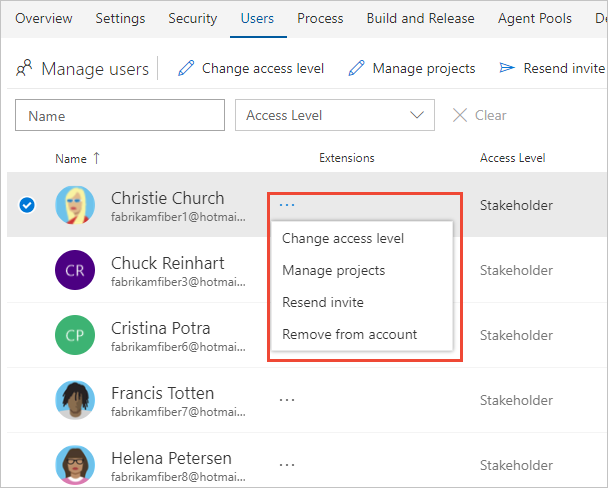 Overview Settings Security Users Process Build and Release Agent Pools De
Manage users Change access level Manage projects Resend invite
Name Access Level Clear
Name ↑ Extensions Access Level
Christie Church ... Stakeholder
fabrikamfiber1@hotmai...
Change access level
Manage projects
Resend invite
Remove from account
CR Chuck Reinhart Stakeholder
fabrikamfiber3@hotmai...
CP Cristina Potra Stakeholder
fabrikamfiber6@hotmai...
Francis Totten ... Stakeholder
fabrikamfiber7@hotmai...
Helena Petersen ... Stakeholder
fabrikamfiber8@hotmai...